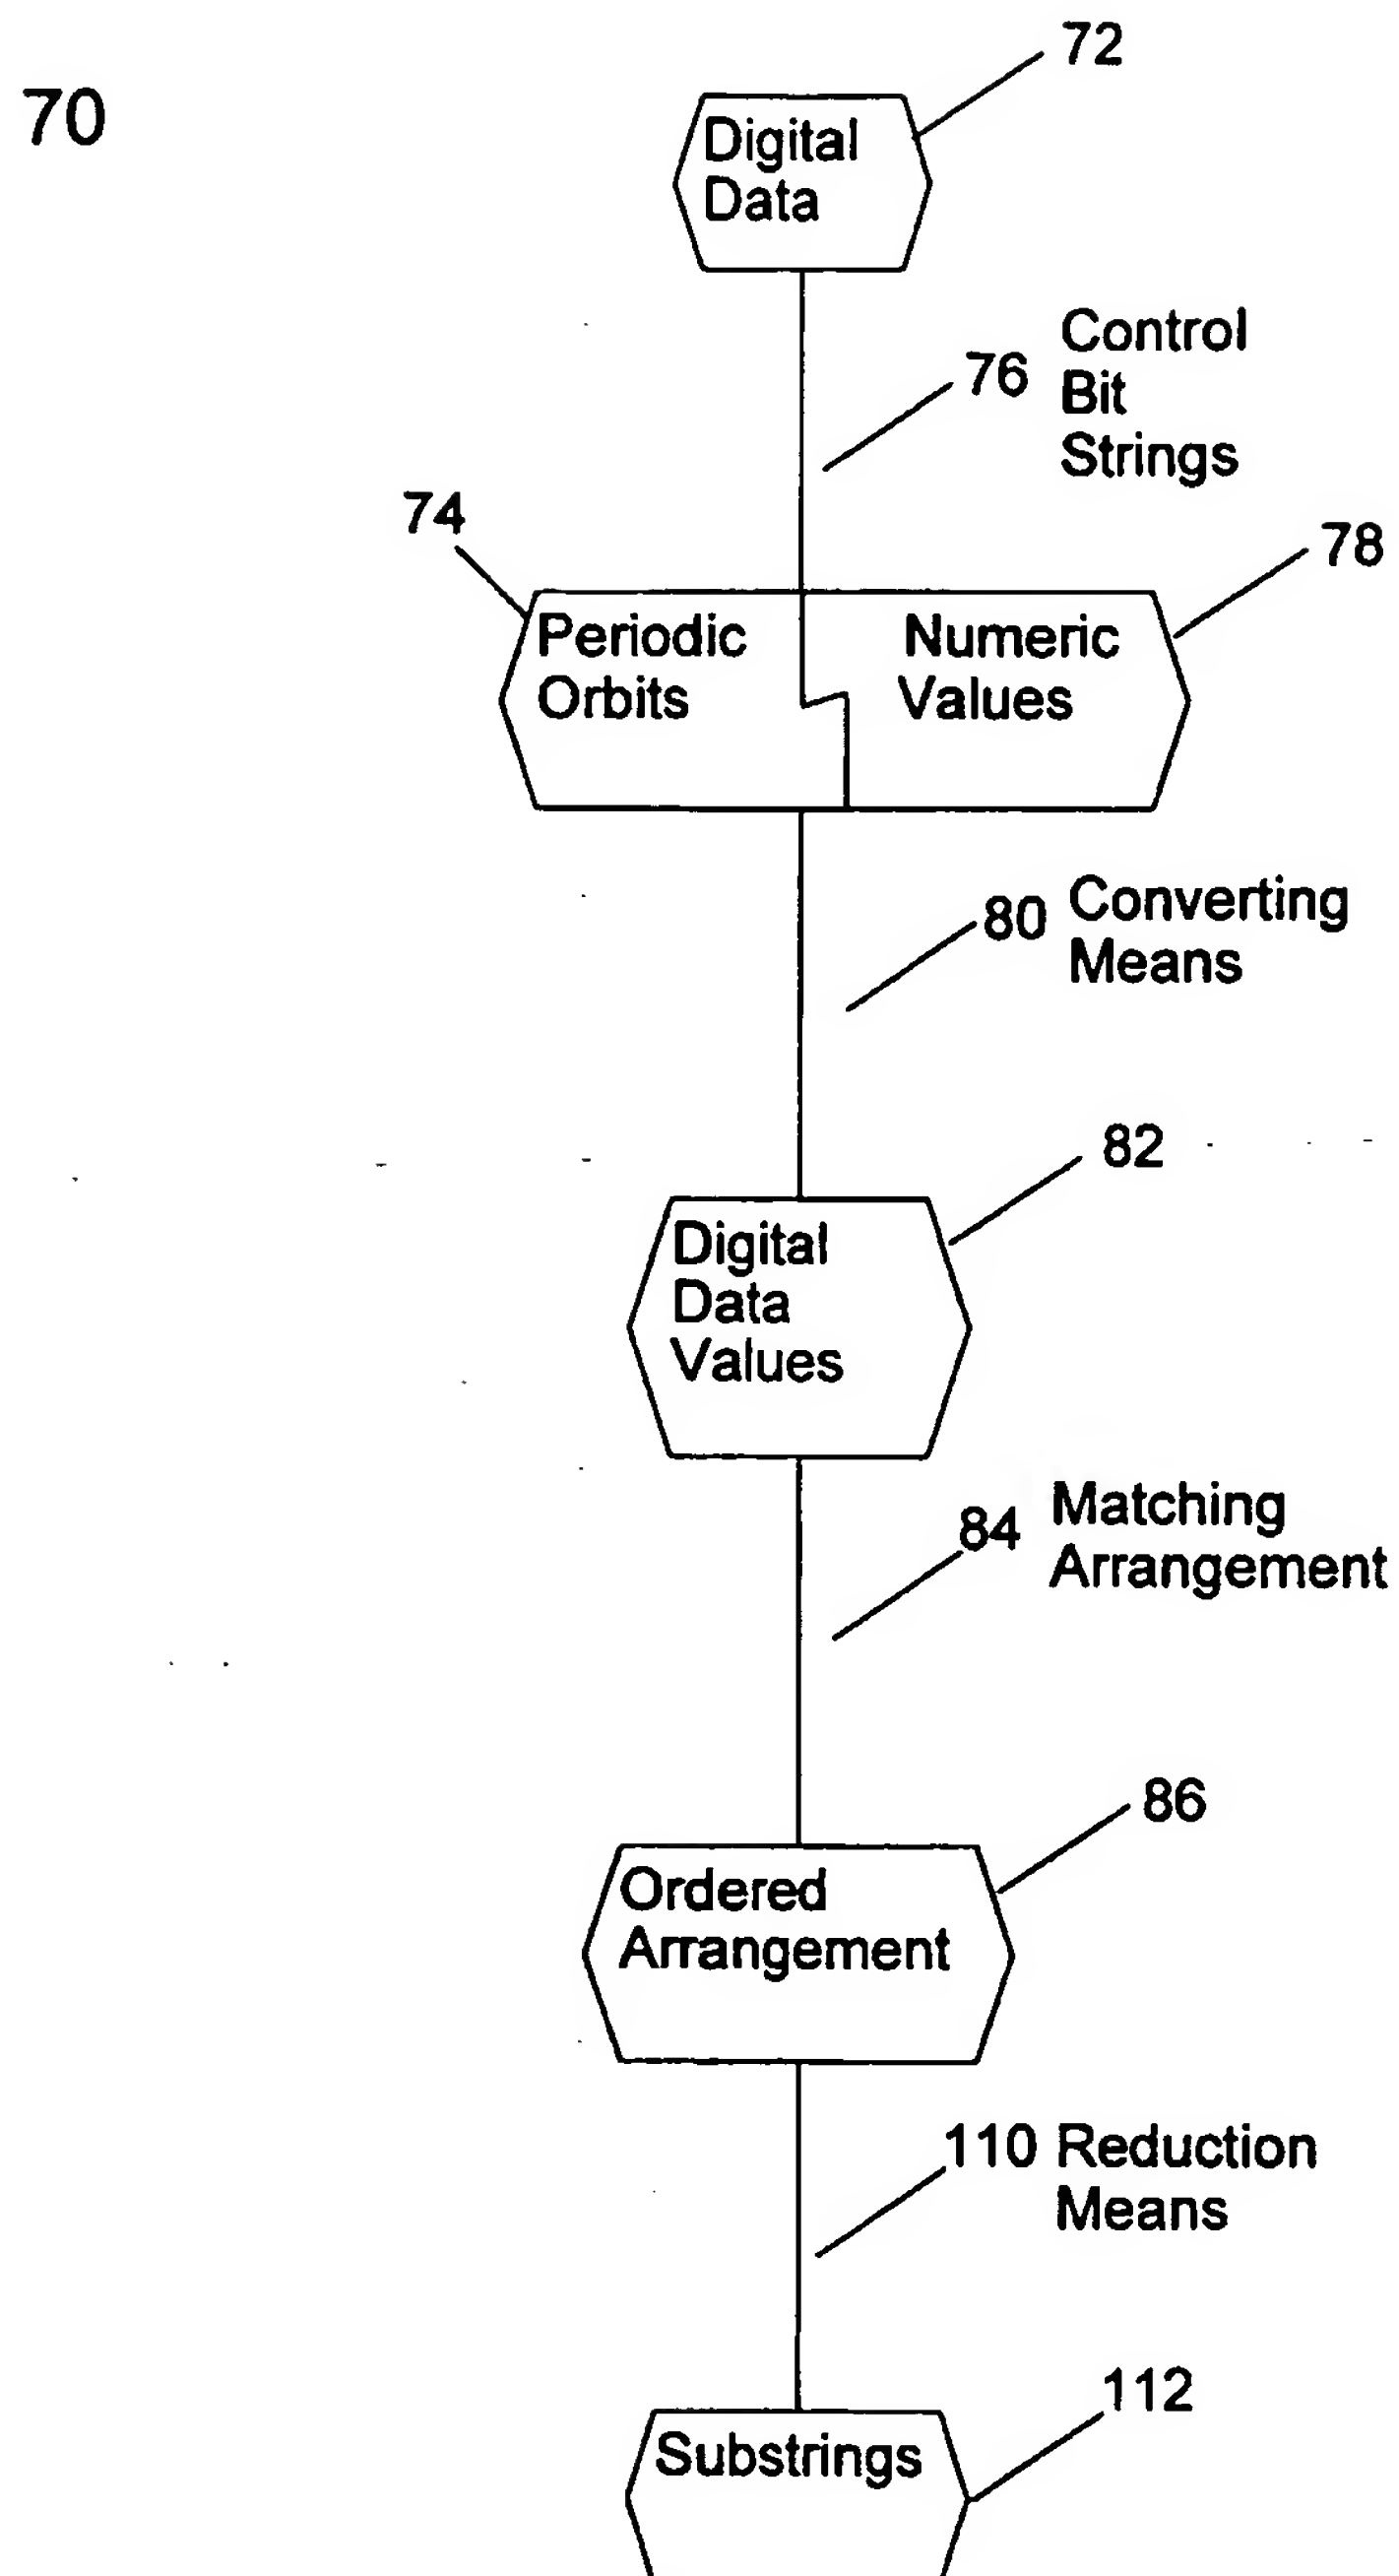 70
72
Digital
Data
76
Control
Bit
Strings
74
78
Periodic
Orbits
Numeric
Values
80
Converting
Means
82
Digital
Data
Values
84
Matching
Arrangement
86
Ordered
Arrangement
110
Reduction
Means
112
Substrings